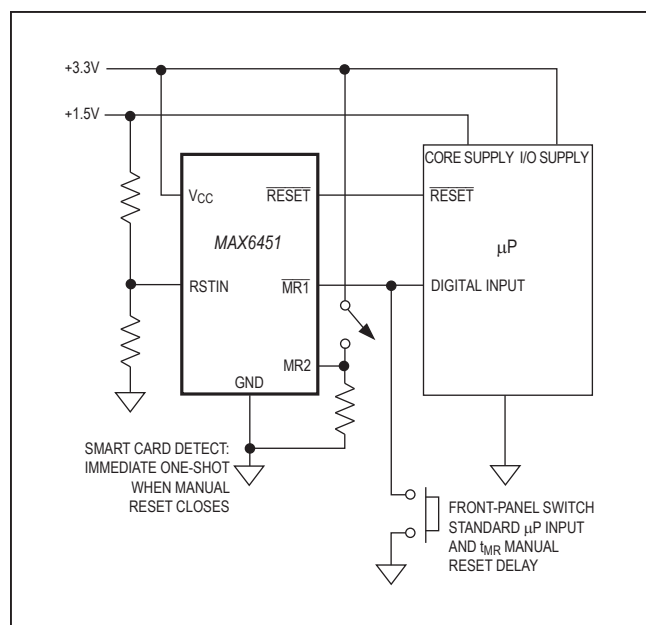 +3.3V
+1.5V
CORE SUPPLY I/O SUPPLY
VCC
RESET
RESET
MAX6451
μP
RSTIN
MR1
DIGITAL INPUT
MR2
GND
SMART CARD DETECT:
IMMEDIATE ONE-SHOT
WHEN MANUAL
RESET CLOSES
FRONT-PANEL SWITCH
STANDARD μP INPUT
AND tMR MANUAL
RESET DELAY